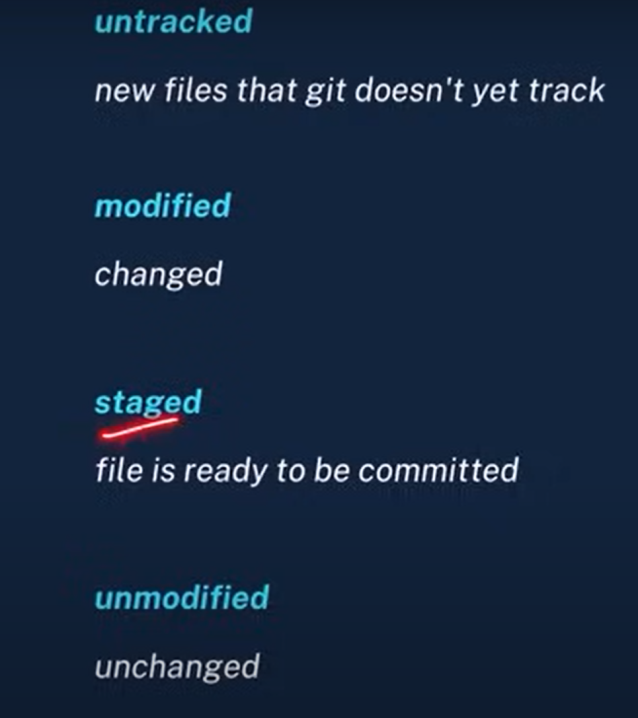 untracked
new files that git doesn't yet track
modified
changed
staged
file is ready to be committed
unmodified
unchanged